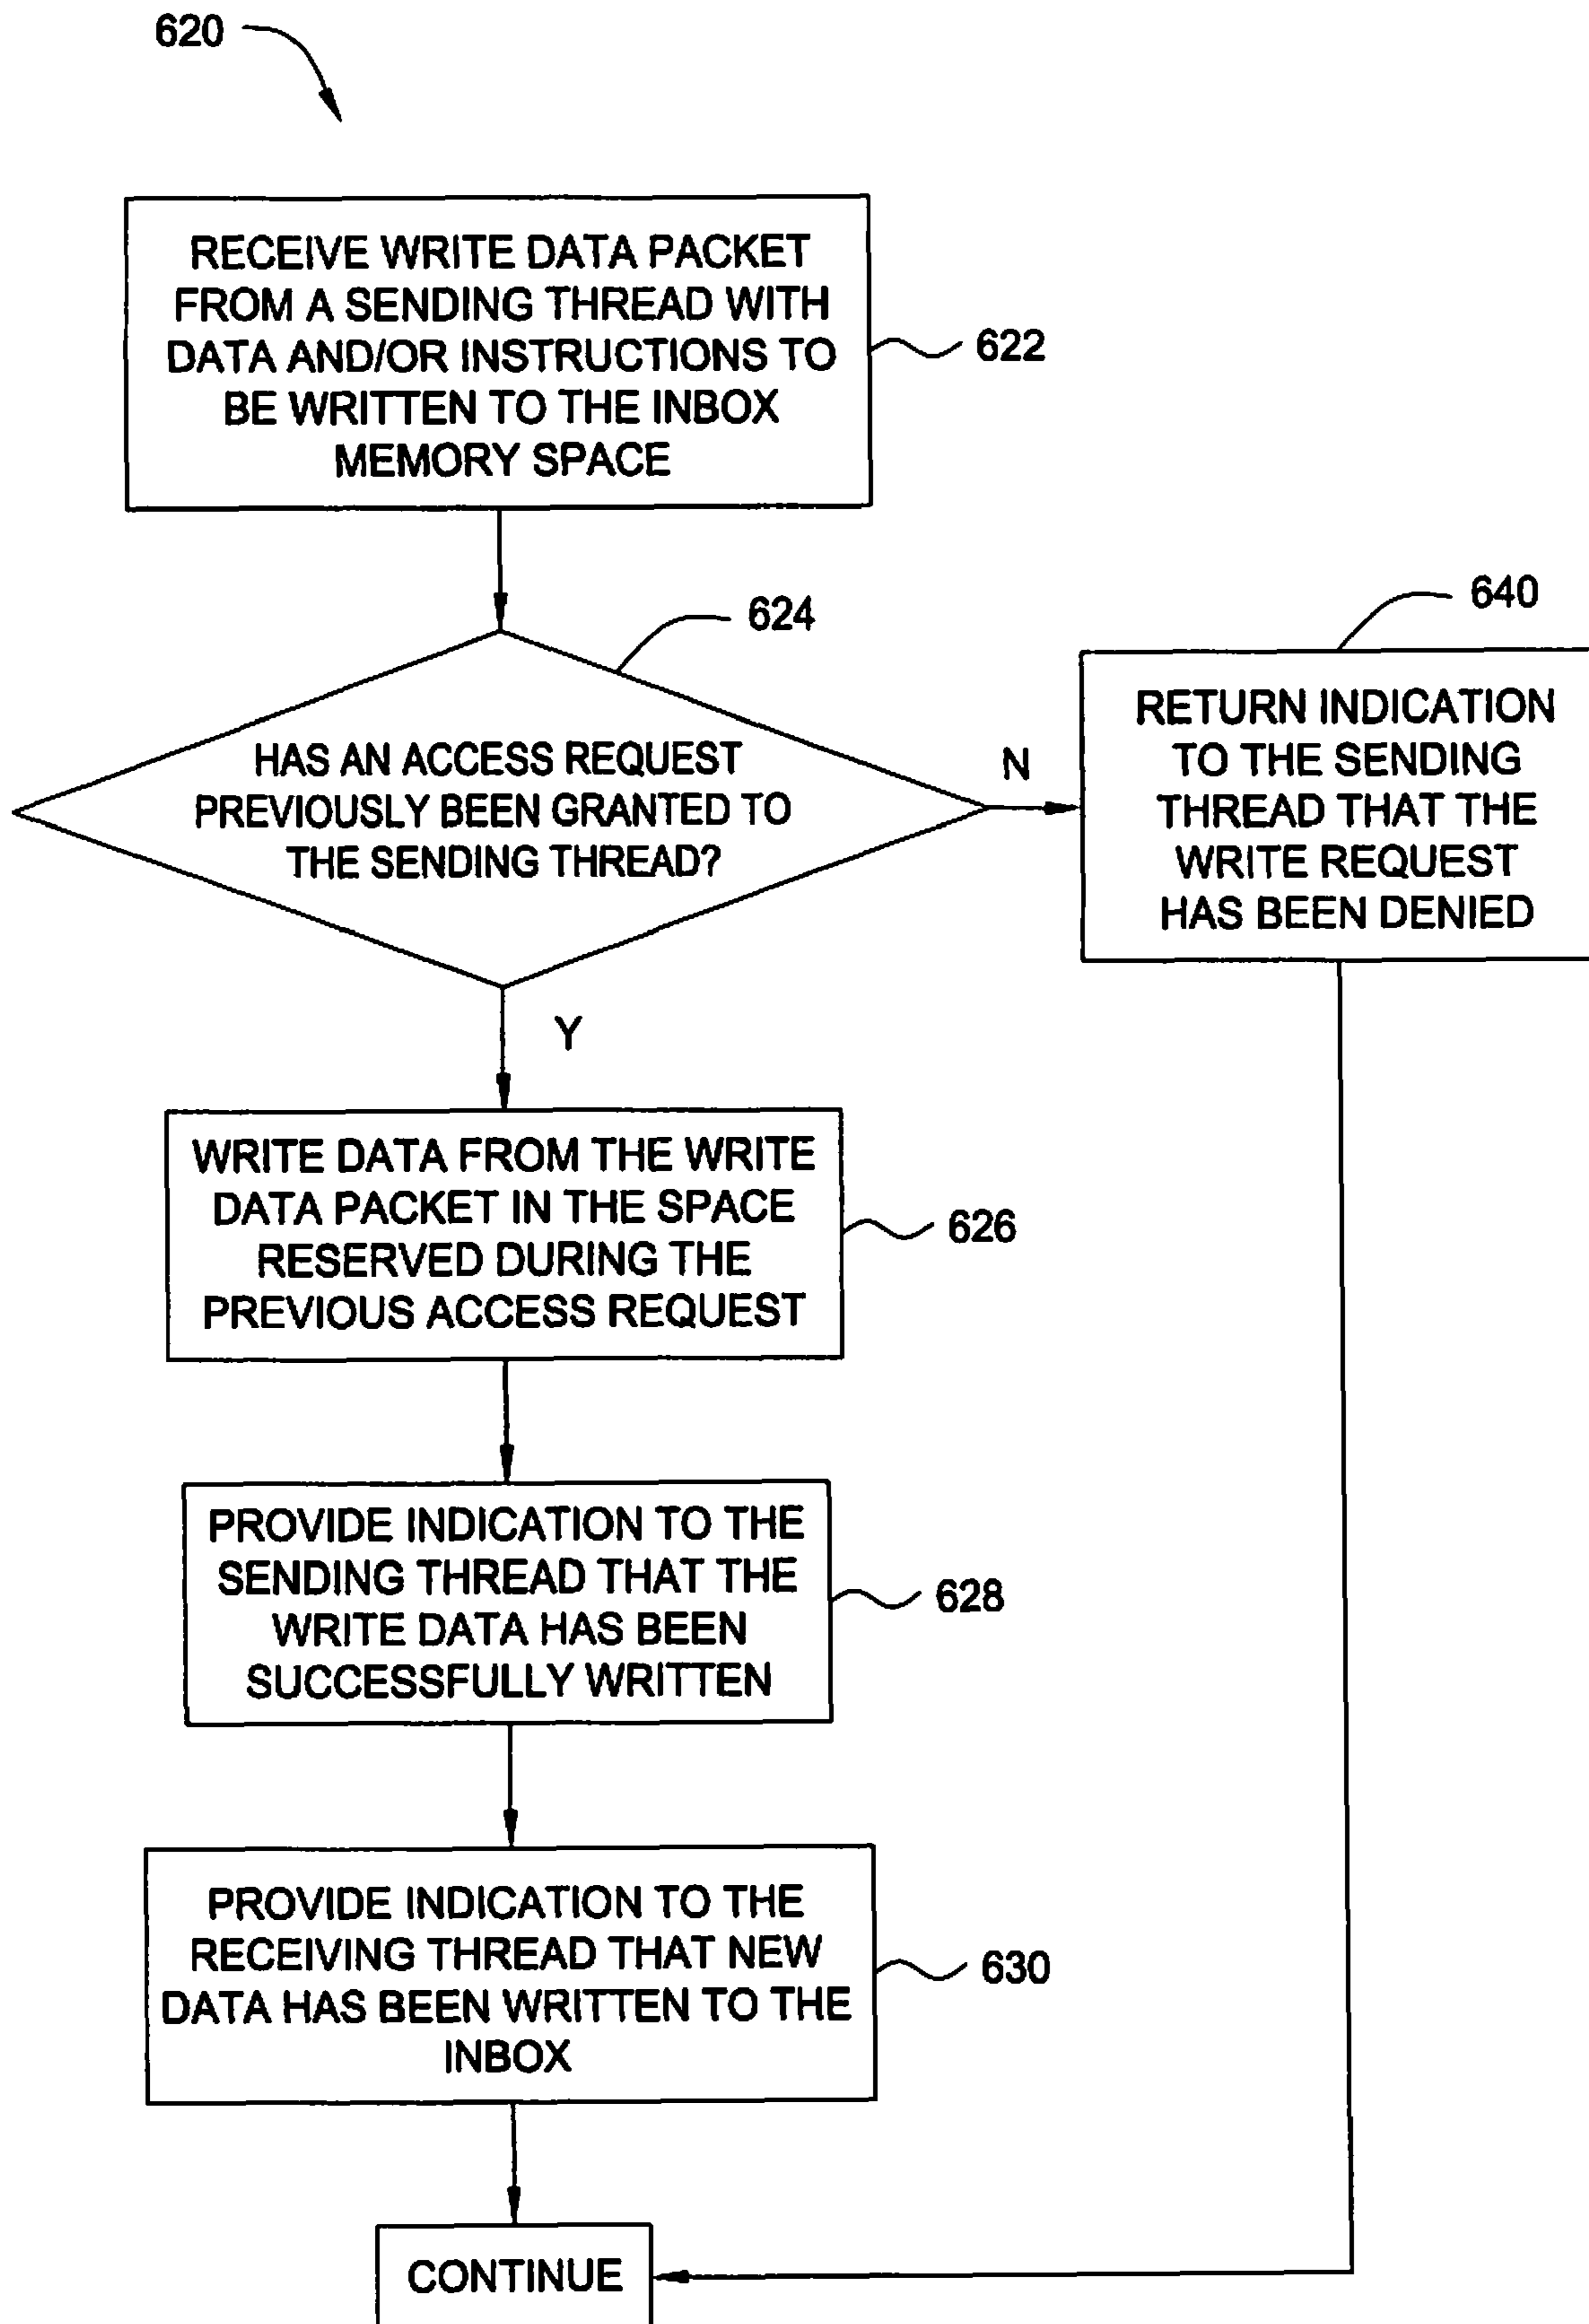 620
RECEIVE WRITE DATA PACKET
FROM A SENDING THREAD WITH
DATA AND/OR INSTRUCTIONS TO
BE WRITTEN TO THE INBOX
MEMORY SPACE
622
624
HAS AN ACCESS REQUEST
PREVIOUSLY BEEN GRANTED TO
THE SENDING THREAD?
N
640
RETURN INDICATION
TO THE SENDING
THREAD THAT THE
WRITE REQUEST
HAS BEEN DENIED
Y
WRITE DATA FROM THE WRITE
DATA PACKET IN THE SPACE
RESERVED DURING THE
PREVIOUS ACCESS REQUEST
626
PROVIDE INDICATION TO THE
SENDING THREAD THAT THE
WRITE DATA HAS BEEN
SUCCESSFULLY WRITTEN
628
PROVIDE INDICATION TO THE
RECEIVING THREAD THAT NEW
DATA HAS BEEN WRITTEN TO THE
INBOX
630
CONTINUE